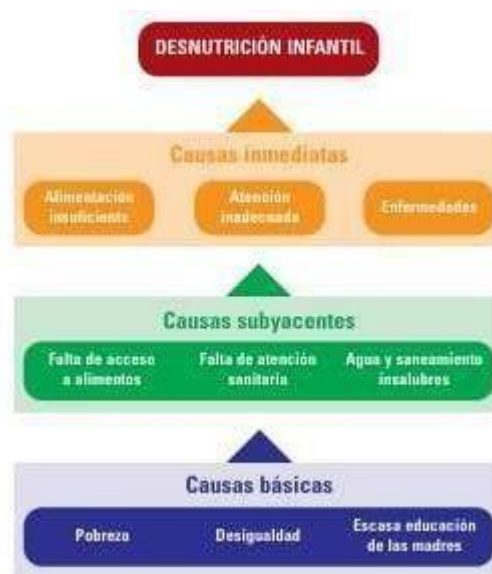 DESNUTRICIÓN INFANTIL
Causas inmediatas
Alimentación insuficiente
Atención inadecuada
Enfermedades
Causas subyacentes
Falta de acceso a alimentos
Falta de atención sanitaria
Agua y saneamiento insalubres
Causas básicas
Pobreza
Desigualdad
Escasa educación de las madres